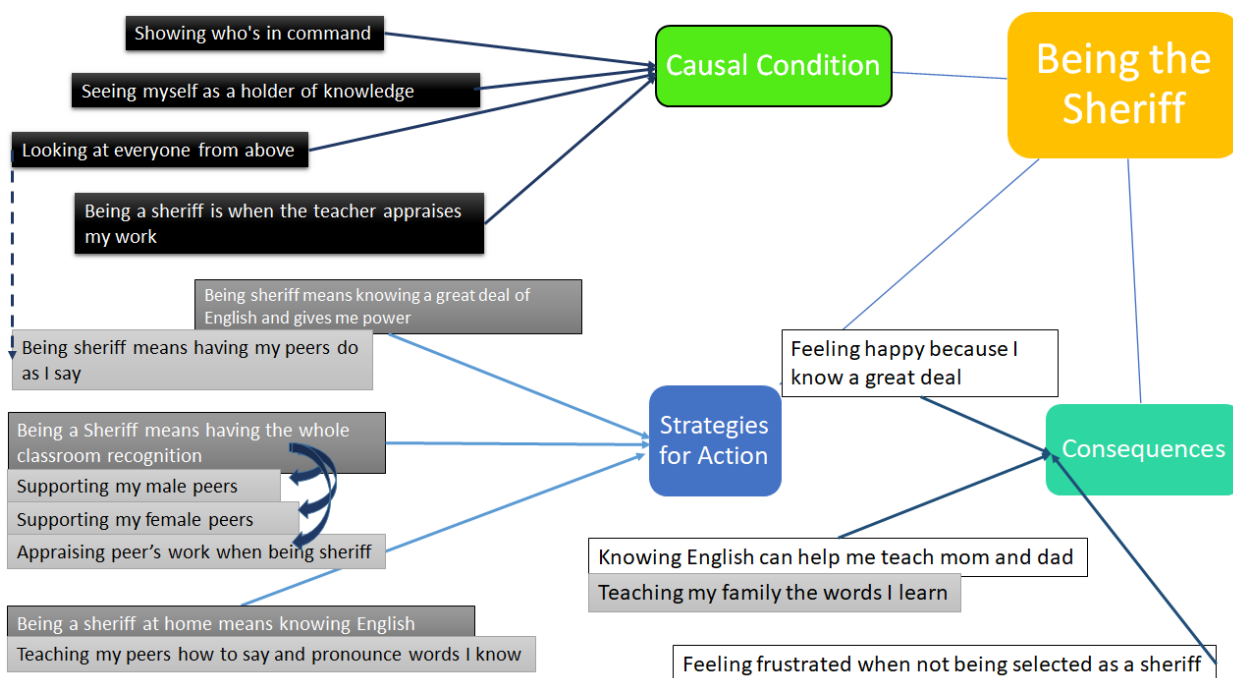 Being the
Sheriff
Causal Condition
Showing who's in command
Seeing myself as a holder of knowledge
Looking at everyone from above
Being a sheriff is when the teacher appraises
my work
Being sheriff means knowing a great deal of
English and gives me power
Being sheriff means having my peers do
as I say
Being a Sheriff means having the whole
classroom recognition
Supporting my male peers
Supporting my female peers
Appraising peer's work when being sheriff
Being a sheriff at home means knowing English
Teaching my peers how to say and pronounce words I know
Strategies
for Action
Feeling happy because I
know a great deal
Consequences
Knowing English can help me teach mom and dad
Teaching my family the words I learn
Feeling frustrated when not being selected as a sheriff